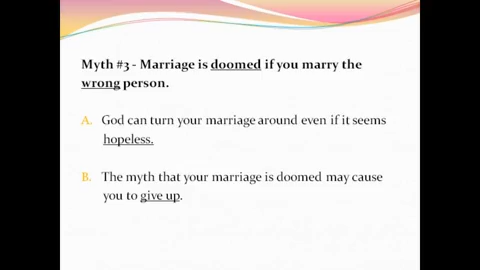 Myth #3 - Marriage is doomed if you marry the
wrong person.
A. God can turn your marriage around even if it seems
hopeless.
B. The myth that your marriage is doomed may cause
you to give up.